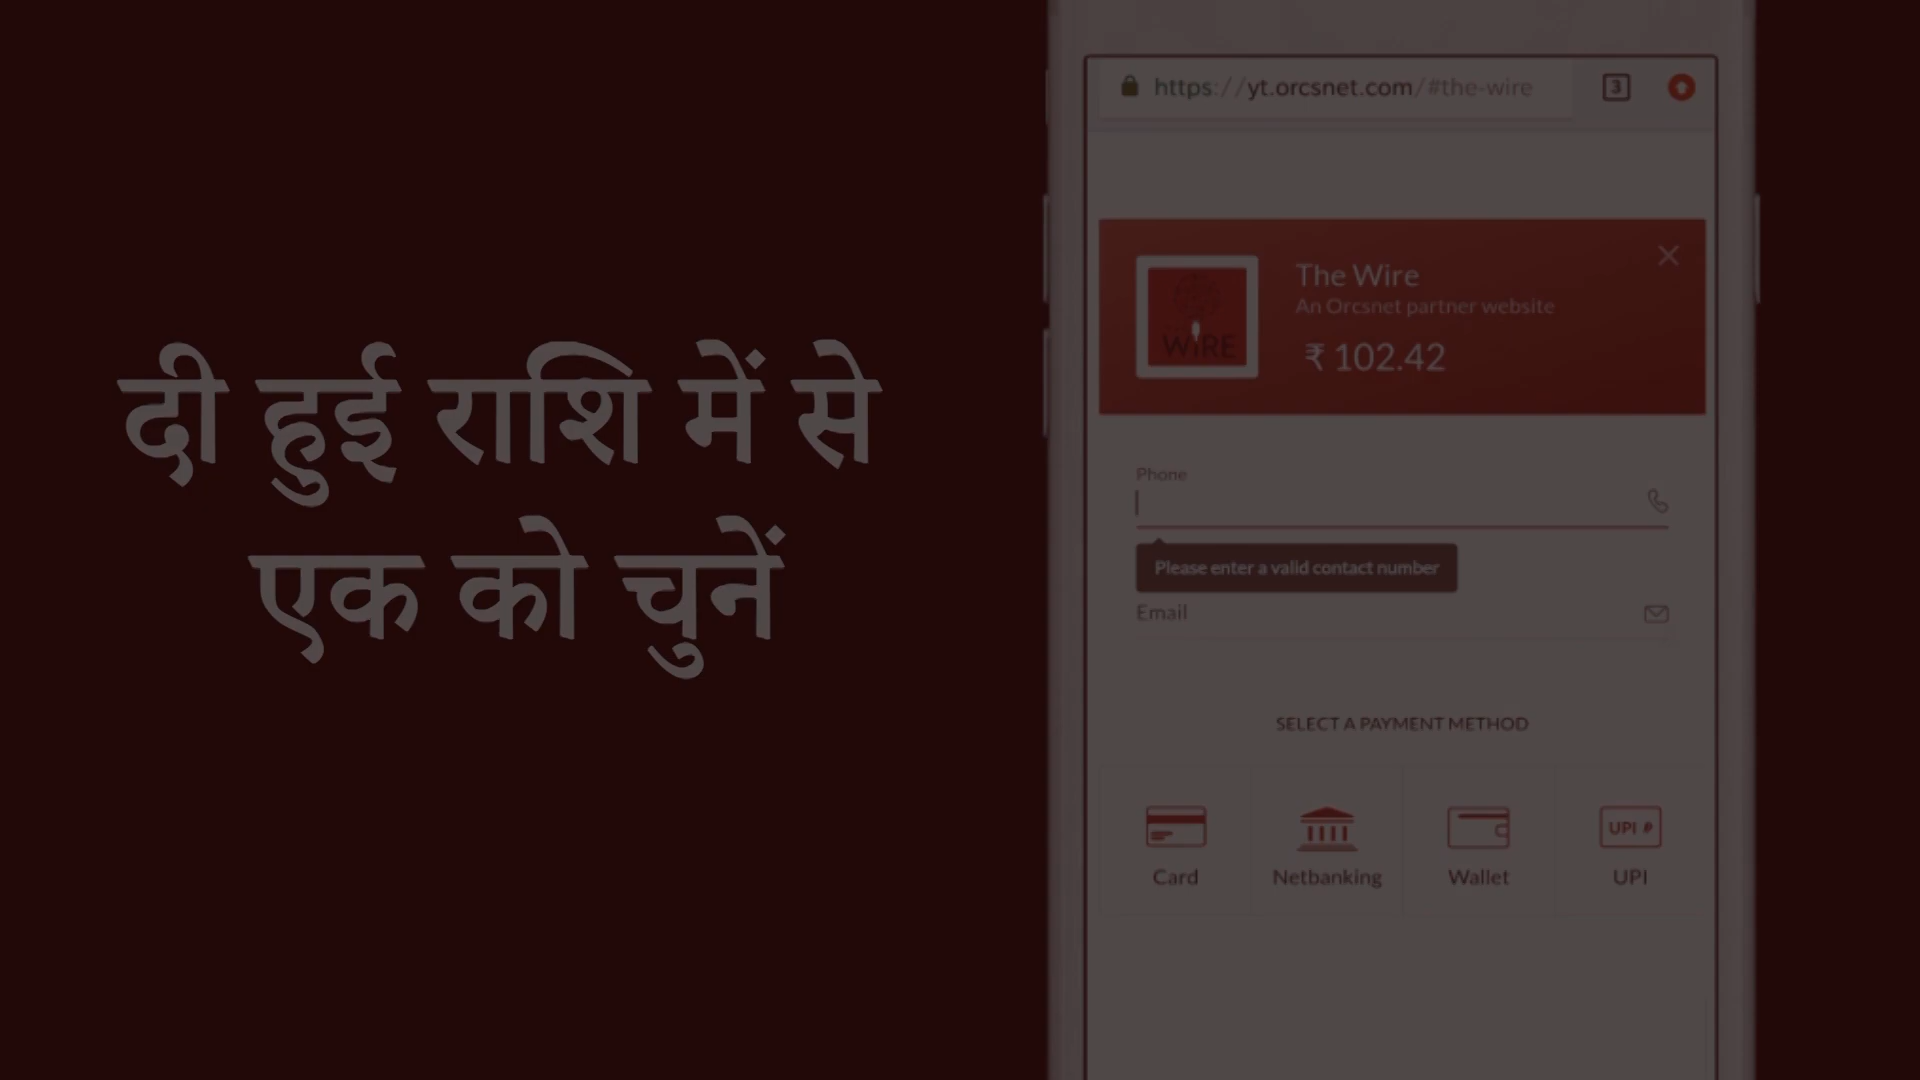 दी हुई राशि में से
एक को चुनें
https://yt.orcsnet.com/#the-wire
3
The Wire
An Orcsnet partner website
₹ 102.42
WIRE
Phone
Please enter a valid contact number
Email
SELECT A PAYMENT METHOD
UPI
Card
Netbanking
Wallet
UPI